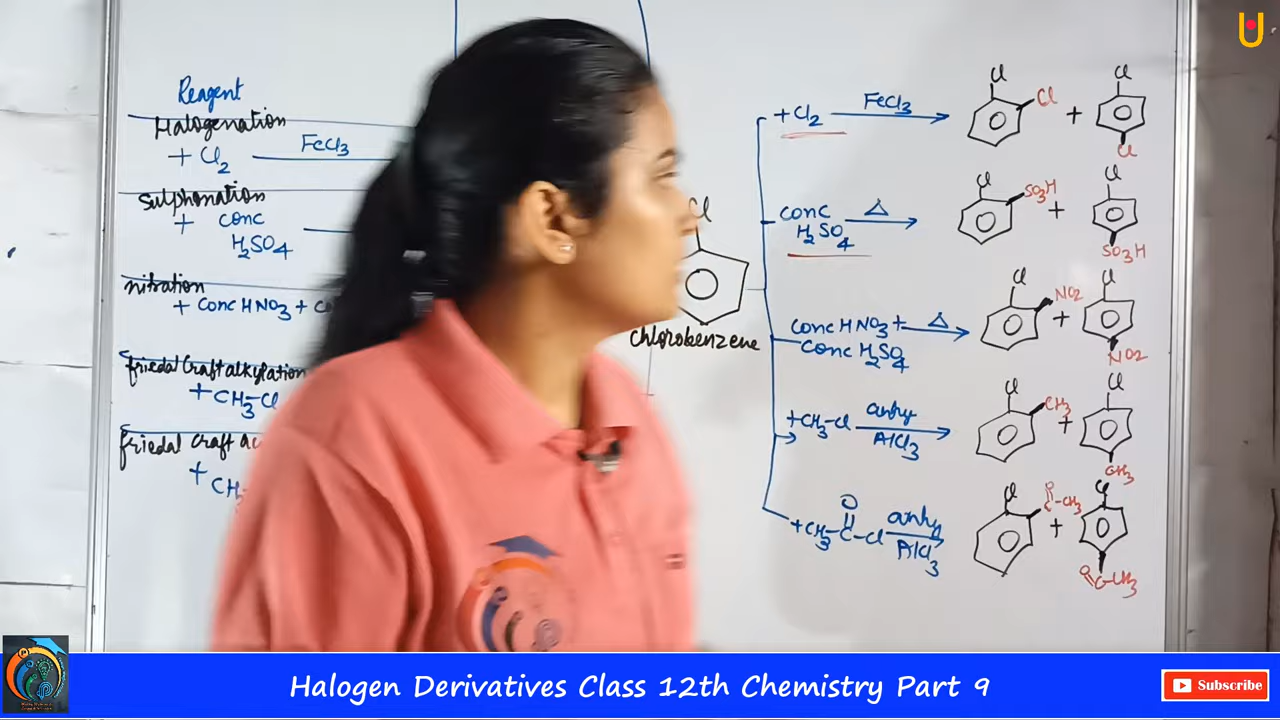 Reagent
Halogenation
+ Cl2 FeCl3
Sulphonation
+ Conc
H2SO4
nitration
+ Conc HNO3 +
friedal Craft alkylation
+ CH3-Cl
friedal Craft
+
Cl
chlorobenzene
+ Cl2 FeCl3
Cl Cl + Cl Cl
Conc Δ
H2SO4
Cl SO3H + Cl SO3H
Conc HNO3 + Δ
Conc H2SO4
Cl NO2 + Cl NO2
+ CH3-Cl anhy
AlCl3
Cl CH3 + Cl CH3
O
+ CH3-C-Cl anhy
AlCl3
Cl O C-CH3 + Cl O C-CH3
Halogen Derivatives Class 12th Chemistry Part 9
Subscribe